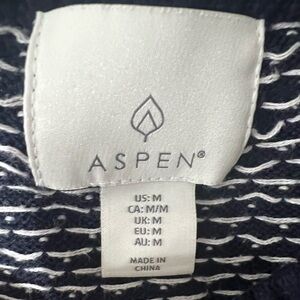 ASPEN®
US: M
CA: M/M
UK: M
EU: M
AU: M
MADE IN
CHINA